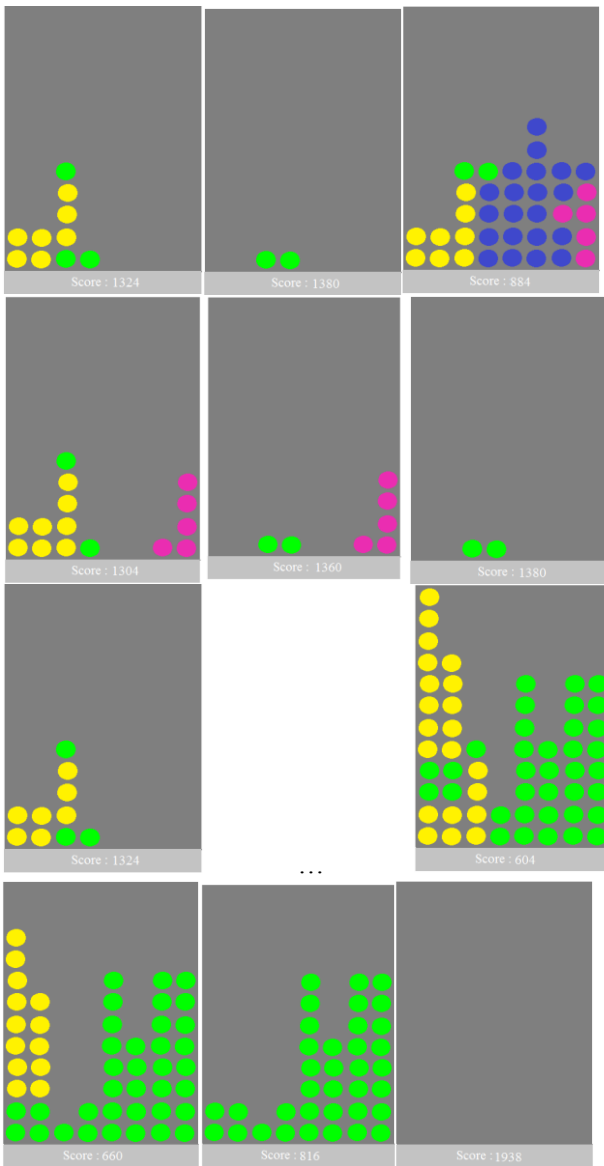 Score : 1324
Score : 1380
Score : 884
Score : 1304
Score : 1360
Score : 1380
Score : 1324
...
Score : 604
Score : 660
Score : 816
Score : 1938